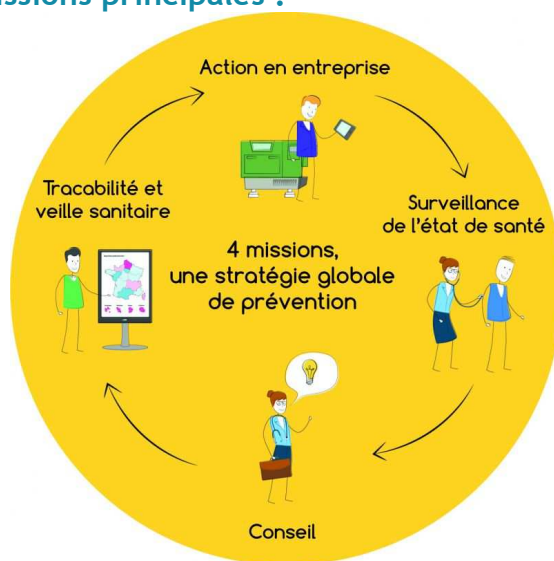 ssions principales :
Action en entreprise
Surveillance
de l'état de santé
Conseil
Tracabilité et
veille sanitaire
4 missions,
une stratégie globale
de prévention